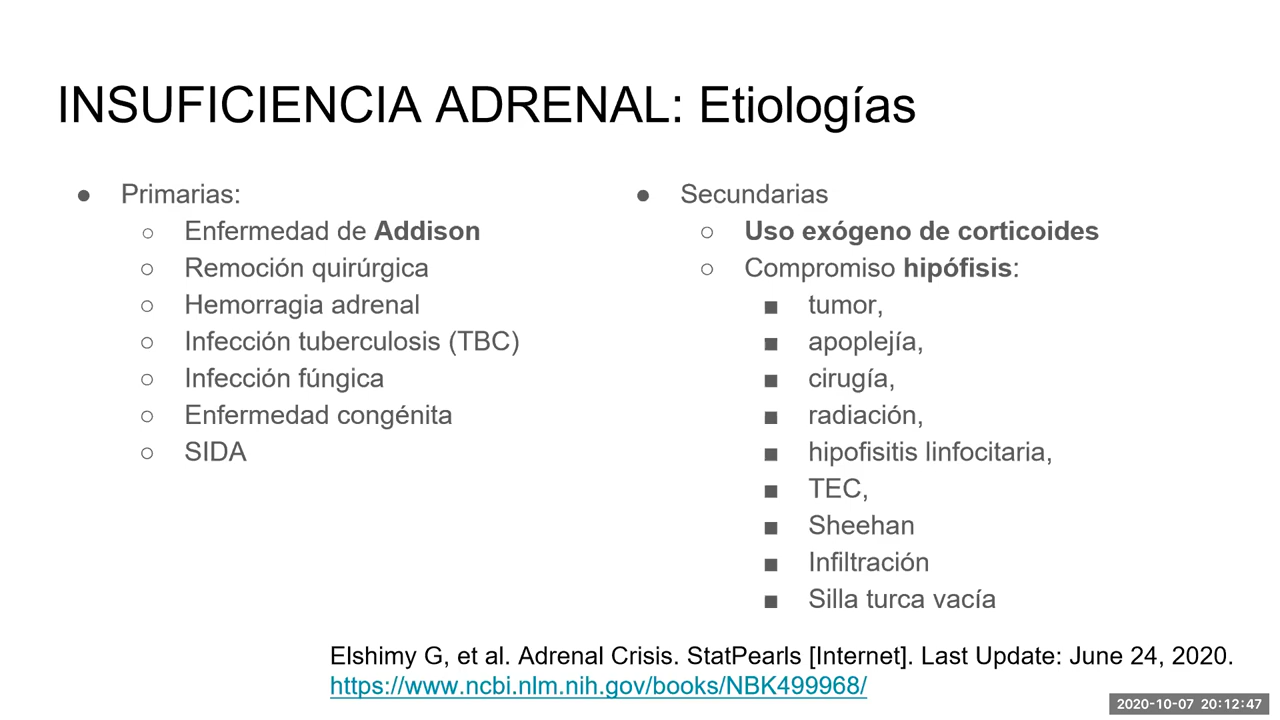 INSUFICIENCIA ADRENAL: Etiologías
● Primarias:
○ Enfermedad de Addison
○ Remoción quirúrgica
○ Hemorragia adrenal
○ Infección tuberculosis (TBC)
○ Infección fúngica
○ Enfermedad congénita
○ SIDA
● Secundarias
○ Uso exógeno de corticoides
○ Compromiso hipófisis:
■ tumor,
■ apoplejía,
■ cirugía,
■ radiación,
■ hipofisitis linfocitaria,
■ TEC,
■ Sheehan
■ Infiltración
■ Silla turca vacía
Elshimy G, et al. Adrenal Crisis. StatPearls [Internet]. Last Update: June 24, 2020.
https://www.ncbi.nlm.nih.gov/books/NBK499968/
2020-10-07 20:12:47